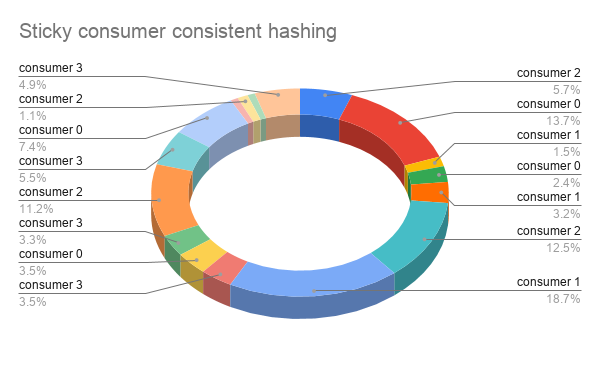 Sticky consumer consistent hashing
consumer 3
4.9%
consumer 2
1.1%
consumer 0
7.4%
consumer 3
5.5%
consumer 2
11.2%
consumer 3
3.3%
consumer 0
3.5%
consumer 3
3.5%
consumer 2
5.7%
consumer 0
13.7%
consumer 1
1.5%
consumer 0
2.4%
consumer 1
3.2%
consumer 2
12.5%
consumer 1
18.7%